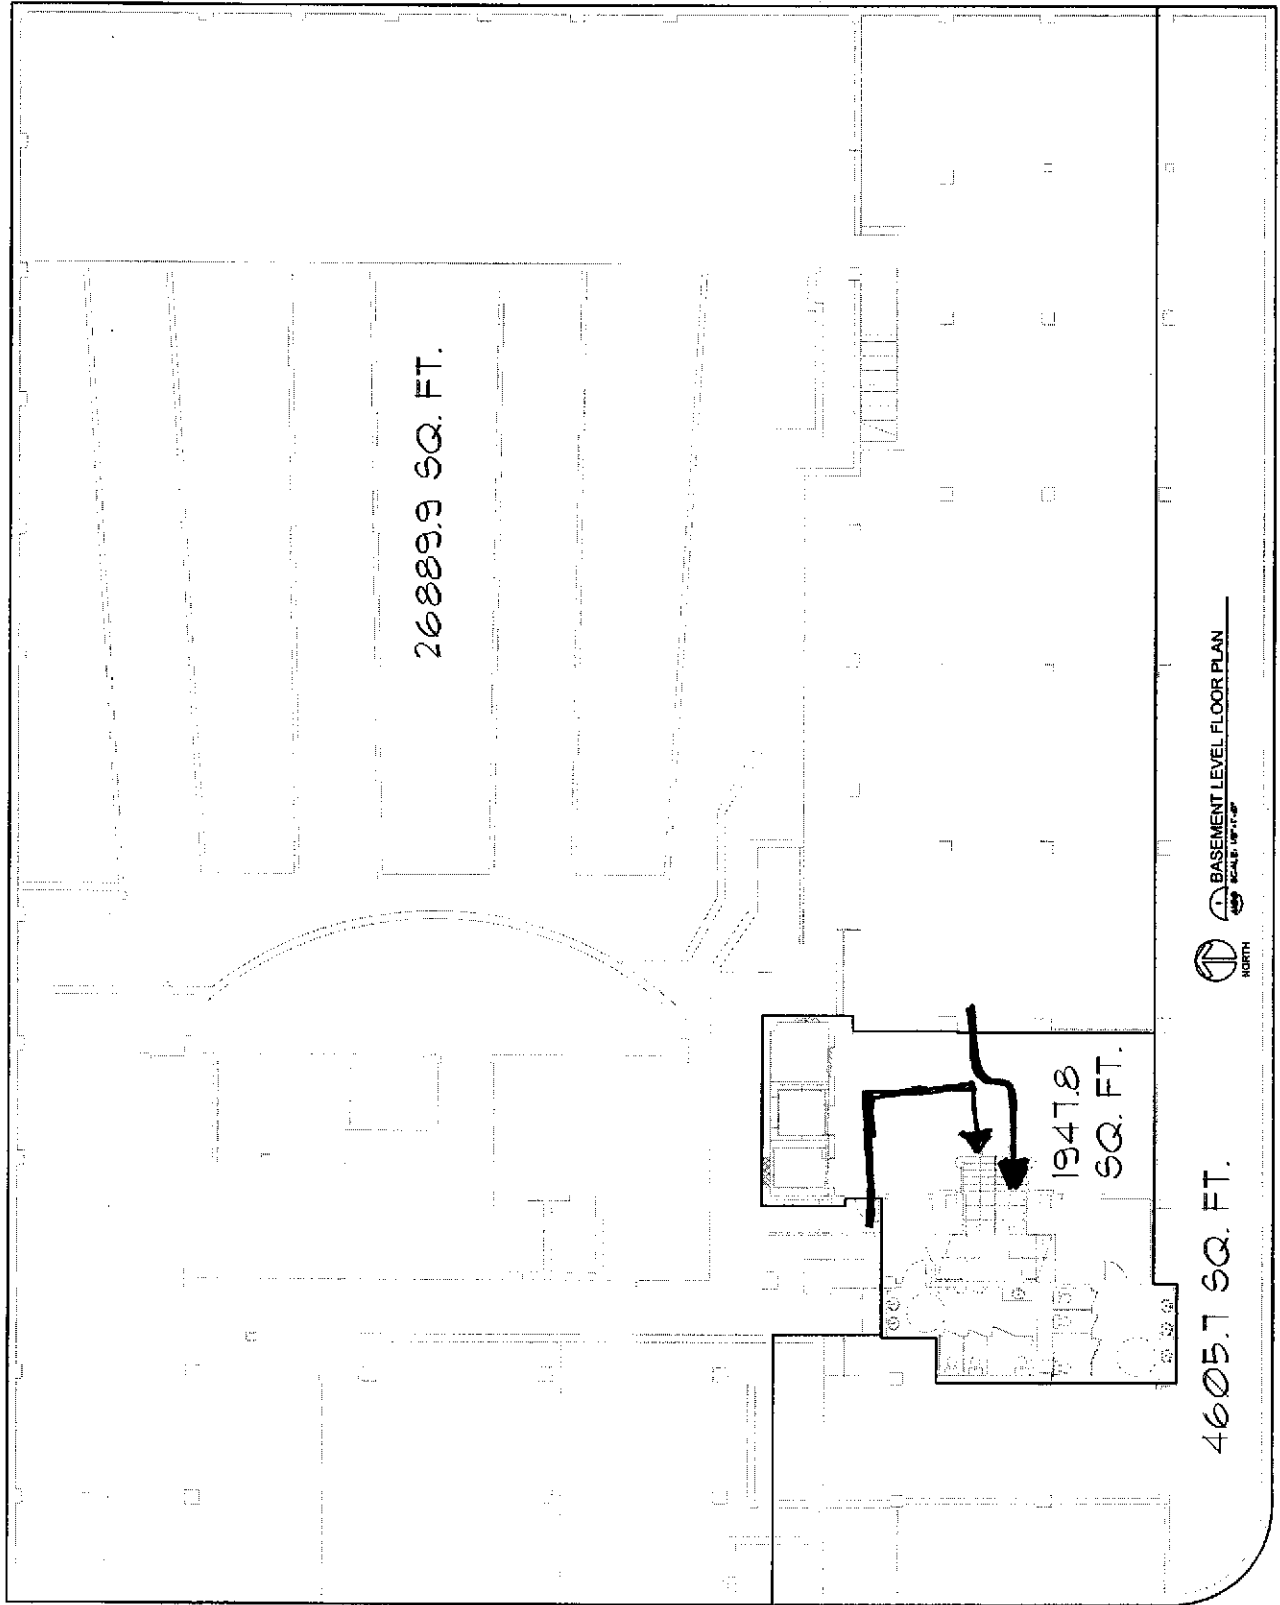 26889.9 SQ. FT.
1947.8
SQ. FT.
4605.7 SQ. FT.
NORTH
BASEMENT LEVEL FLOOR PLAN